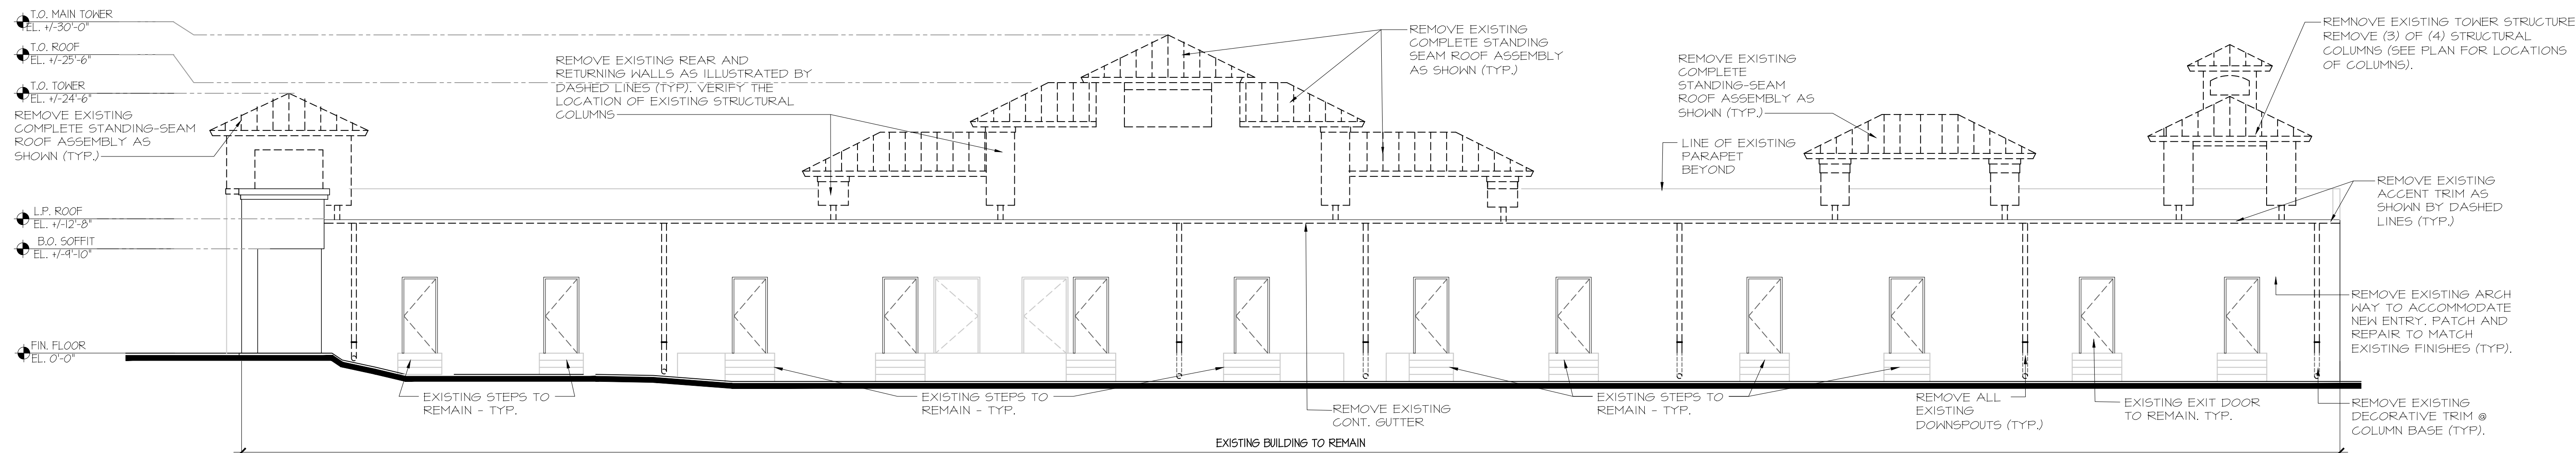 T.O. MAIN TOWER
EL. +/-30'-0"
T.O. ROOF
EL. +/-25'-6"
T.O. TOWER
EL. +/-24'-6"
REMOVE EXISTING
COMPLETE STANDING-SEAM
ROOF ASSEMBLY AS
SHOWN (TYP.)
L.P. ROOF
EL. +/-12'-8"
B.O. SOFFIT
EL. +/-9'-10"
FIN. FLOOR
EL. 0'-0"
REMOVE EXISTING REAR AND
RETURNING WALLS AS ILLUSTRATED BY
DASHED LINES (TYP). VERIFY THE
LOCATION OF EXISTING STRUCTURAL
COLUMNS
REMOVE EXISTING
COMPLETE STANDING
SEAM ROOF ASSEMBLY
AS SHOWN (TYP.)
REMOVE EXISTING
COMPLETE
STANDING-SEAM
ROOF ASSEMBLY AS
SHOWN (TYP.)
LINE OF EXISTING
PARAPET
BEYOND
REMNOVE EXISTING TOWER STRUCTURE
REMOVE (3) OF (4) STRUCTURAL
COLUMNS (SEE PLAN FOR LOCATIONS
OF COLUMNS).
REMOVE EXISTING
ACCENT TRIM AS
SHOWN BY DASHED
LINES (TYP.)
REMOVE EXISTING ARCH
WAY TO ACCOMMODATE
NEW ENTRY. PATCH AND
REPAIR TO MATCH
EXISTING FINISHES (TYP).
EXISTING STEPS TO
REMAIN - TYP.
EXISTING STEPS TO
REMAIN - TYP.
REMOVE EXISTING
CONT. GUTTER
EXISTING STEPS TO
REMAIN - TYP.
REMOVE ALL
EXISTING
DOWNSPOUTS (TYP.)
EXISTING EXIT DOOR
TO REMAIN. TYP.
REMOVE EXISTING
DECORATIVE TRIM @
COLUMN BASE (TYP).
EXISTING BUILDING TO REMAIN